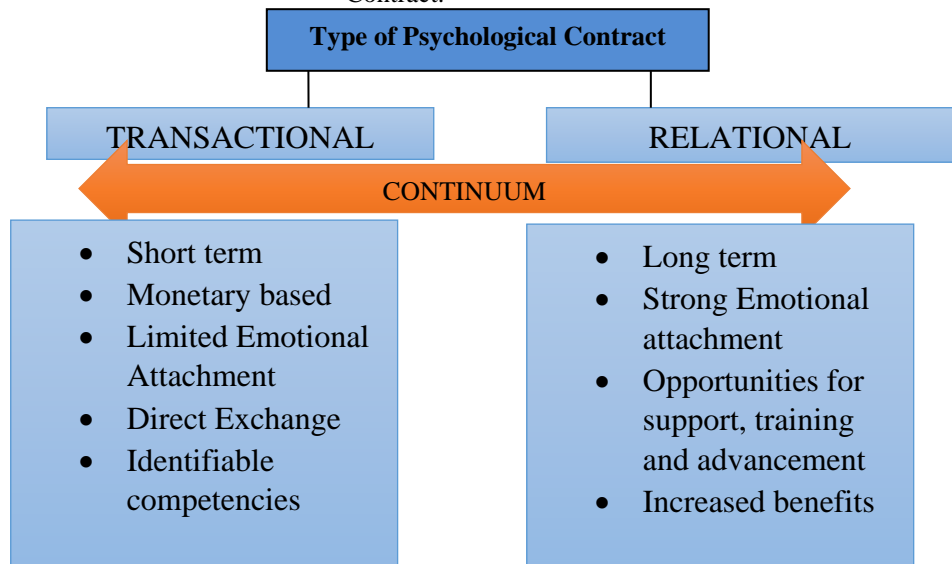 Contract.
Type of Psychological Contract
TRANSACTIONAL
RELATIONAL
CONTINUUM
• Short term
• Monetary based
• Limited Emotional
Attachment
• Direct Exchange
• Identifiable
competencies
• Long term
• Strong Emotional
attachment
• Opportunities for
support, training
and advancement
• Increased benefits